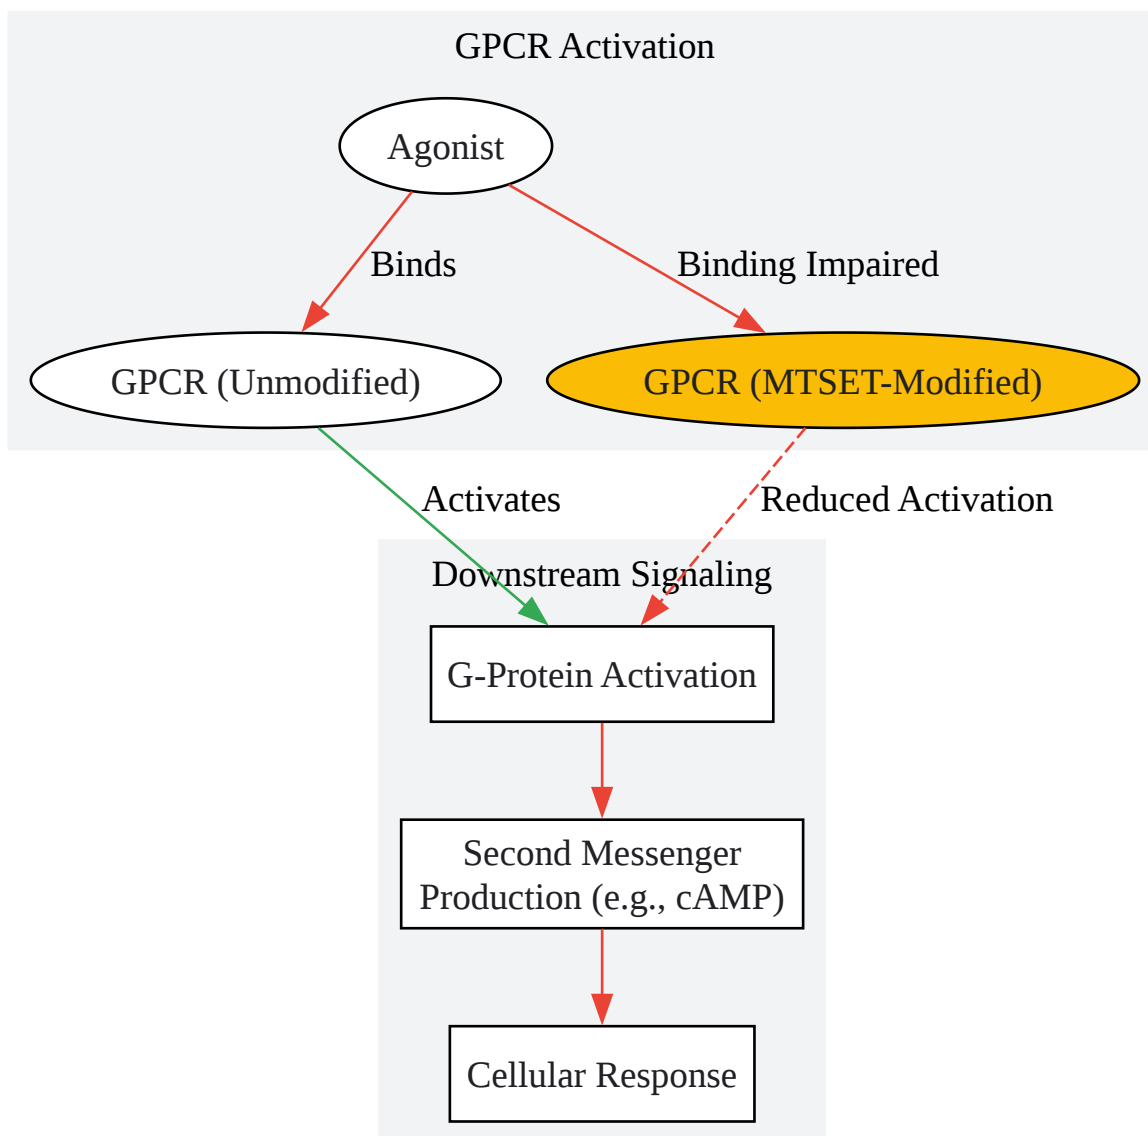 GPCR Activation
Agonist
Binds
Binding Impaired
GPCR (Unmodified)
GPCR (MTSET-Modified)
Activates
Reduced Activation
Downstream Signaling
G-Protein Activation
Second Messenger
Production (e.g., cAMP)
Cellular Response